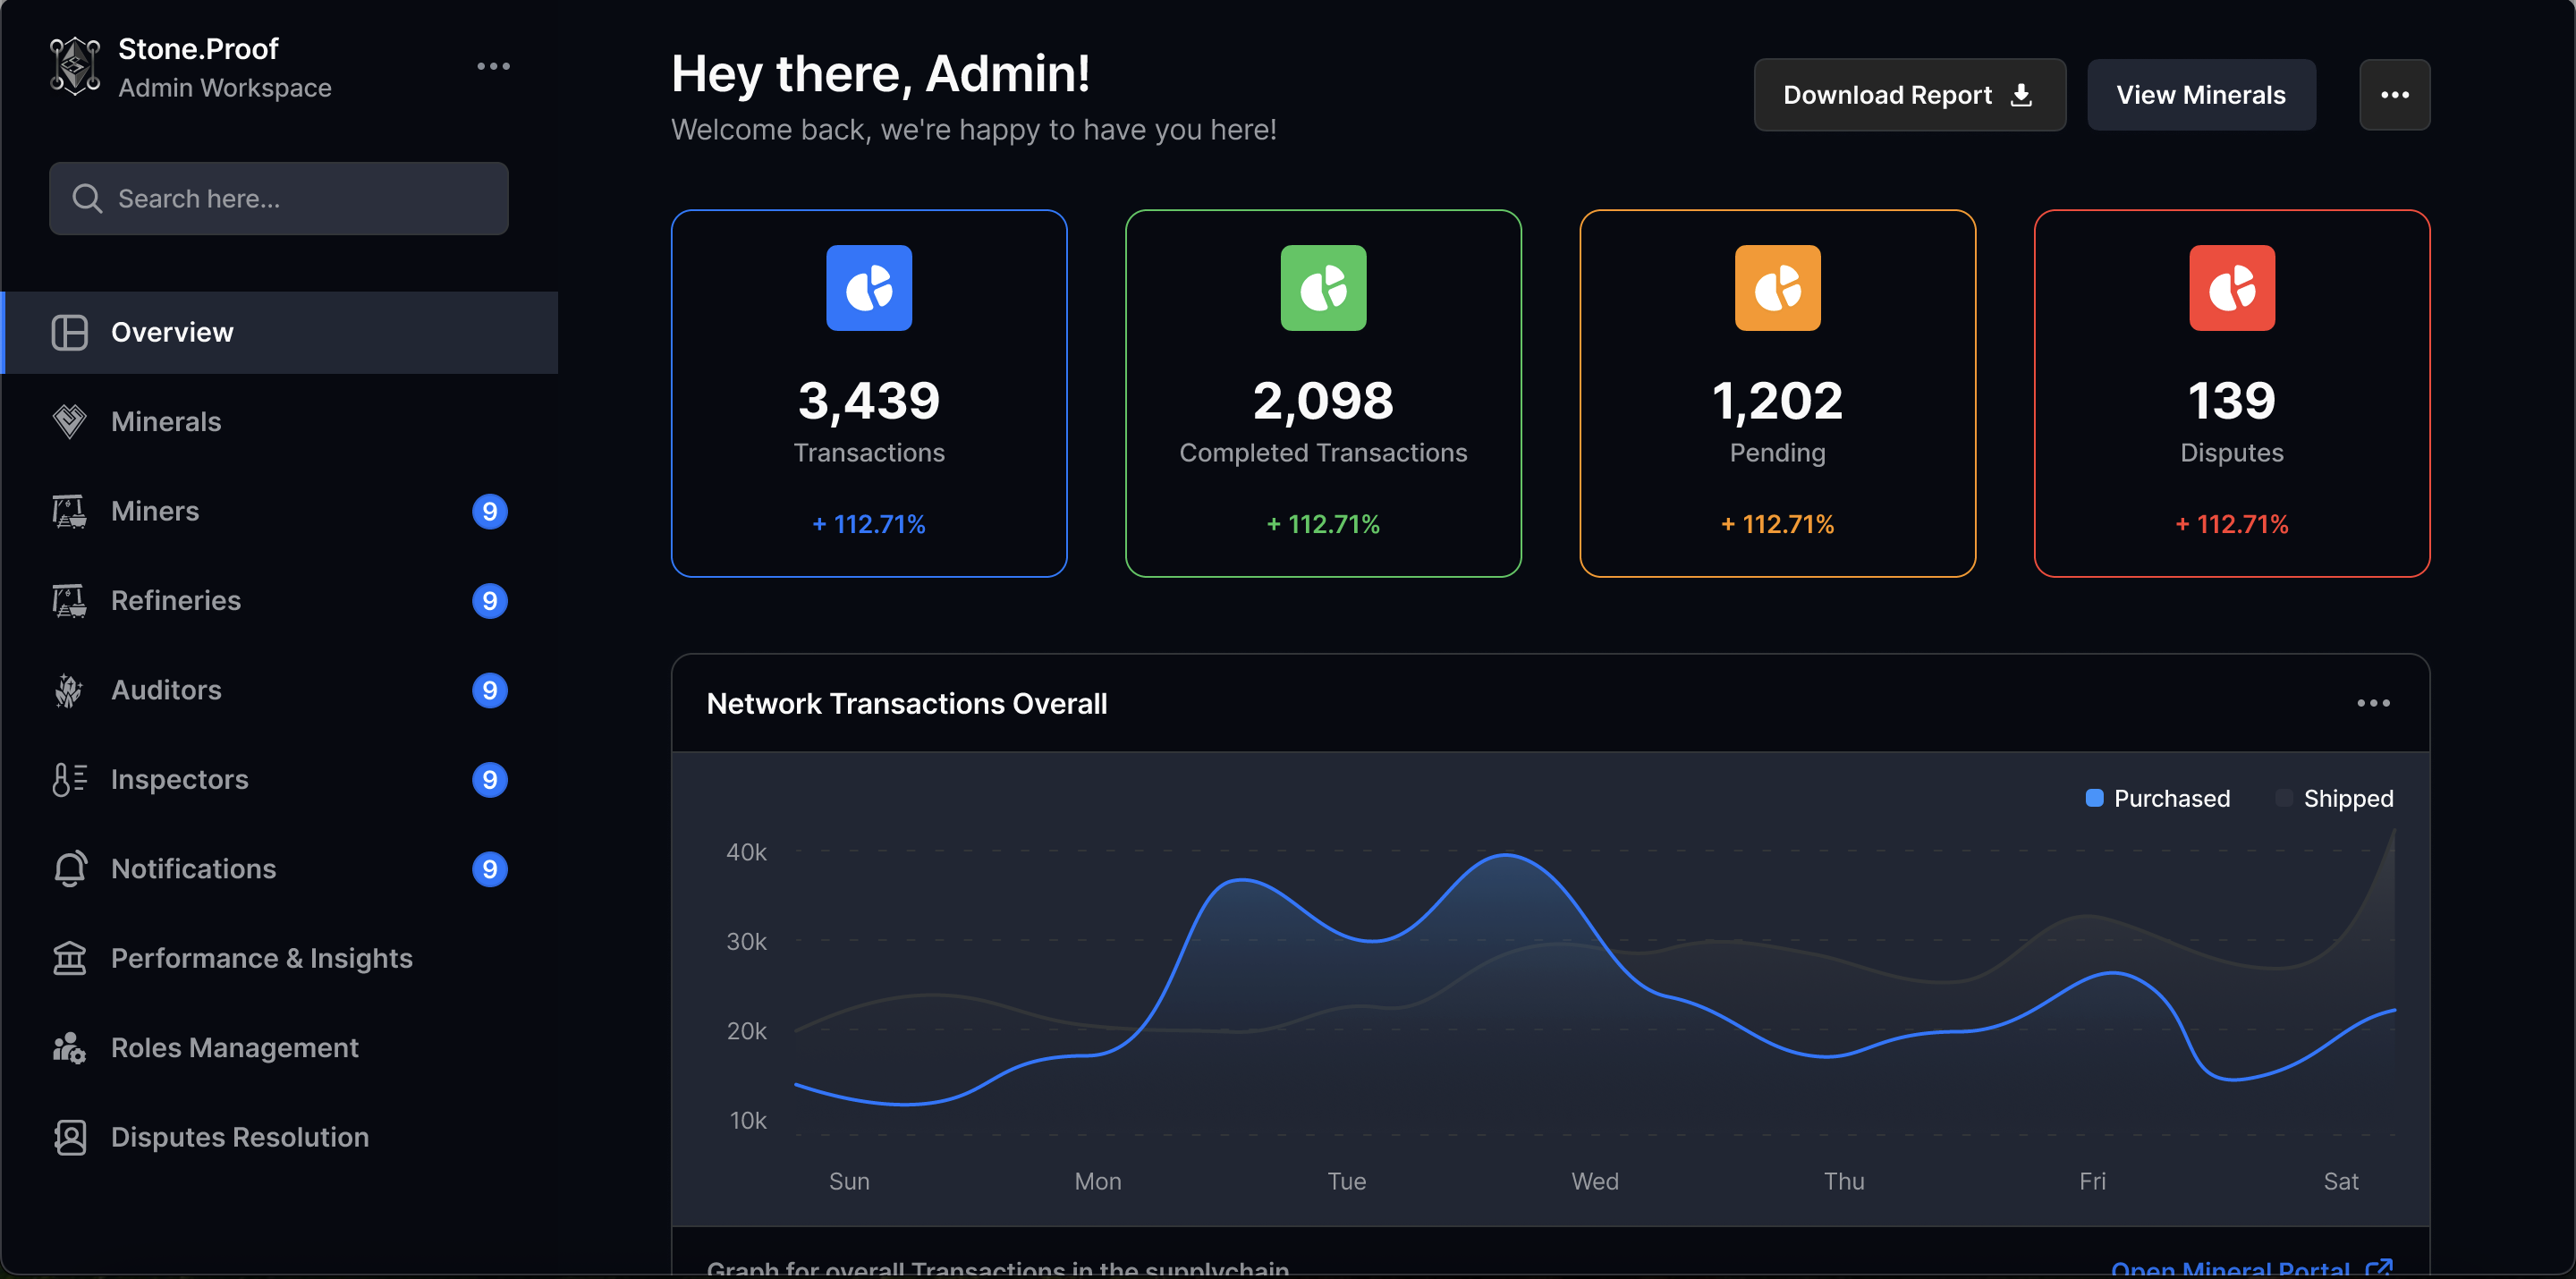 Stone.Proof
Admin Workspace
Search here...
Overview
Minerals
Miners 9
Refineries 9
Auditors 9
Inspectors 9
Notifications 9
Performance & Insights
Roles Management
Disputes Resolution
Hey there, Admin!
Welcome back, we're happy to have you here!
Download Report
View Minerals
3,439
Transactions
+ 112.71%
2,098
Completed Transactions
+ 112.71%
1,202
Pending
+ 112.71%
139
Disputes
+ 112.71%
Network Transactions Overall
Purchased Shipped
40k
30k
20k
10k
Sun Mon Tue Wed Thu Fri Sat
Graph for overall Transactions in the supplychain
Open Mineral Portal